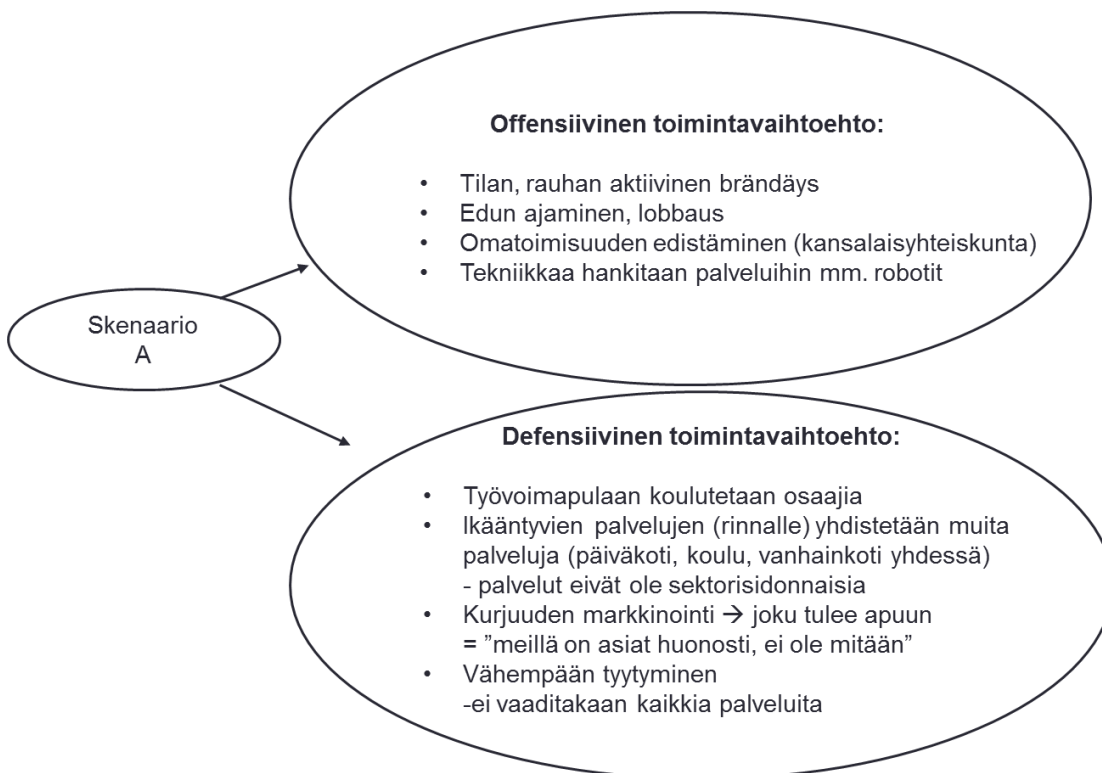 Offensiivinen toimintavaihtoehto:
• Tilan, rauhan aktiivinen brändäys
• Edun ajaminen, lobbaus
• Omatoimisuuden edistäminen (kansalaisyhteiskunta)
• Tekniikkaa hankitaan palveluihin mm. robotit
Skenaario
A
Defensiivinen toimintavaihtoehto:
• Työvoimapulaan koulutetaan osaajia
• Ikääntyvien palvelujen (rinnalle) yhdistetään muita
palveluja (päiväkoti, koulu, vanhainkoti yhdessä)
- palvelut eivät ole sektorisidonnaisia
• Kurjuuden markkinointi → joku tulee apuun
= ”meillä on asiat huonosti, ei ole mitään”
• Vähempään tyytyminen
-ei vaaditakaan kaikkia palveluita